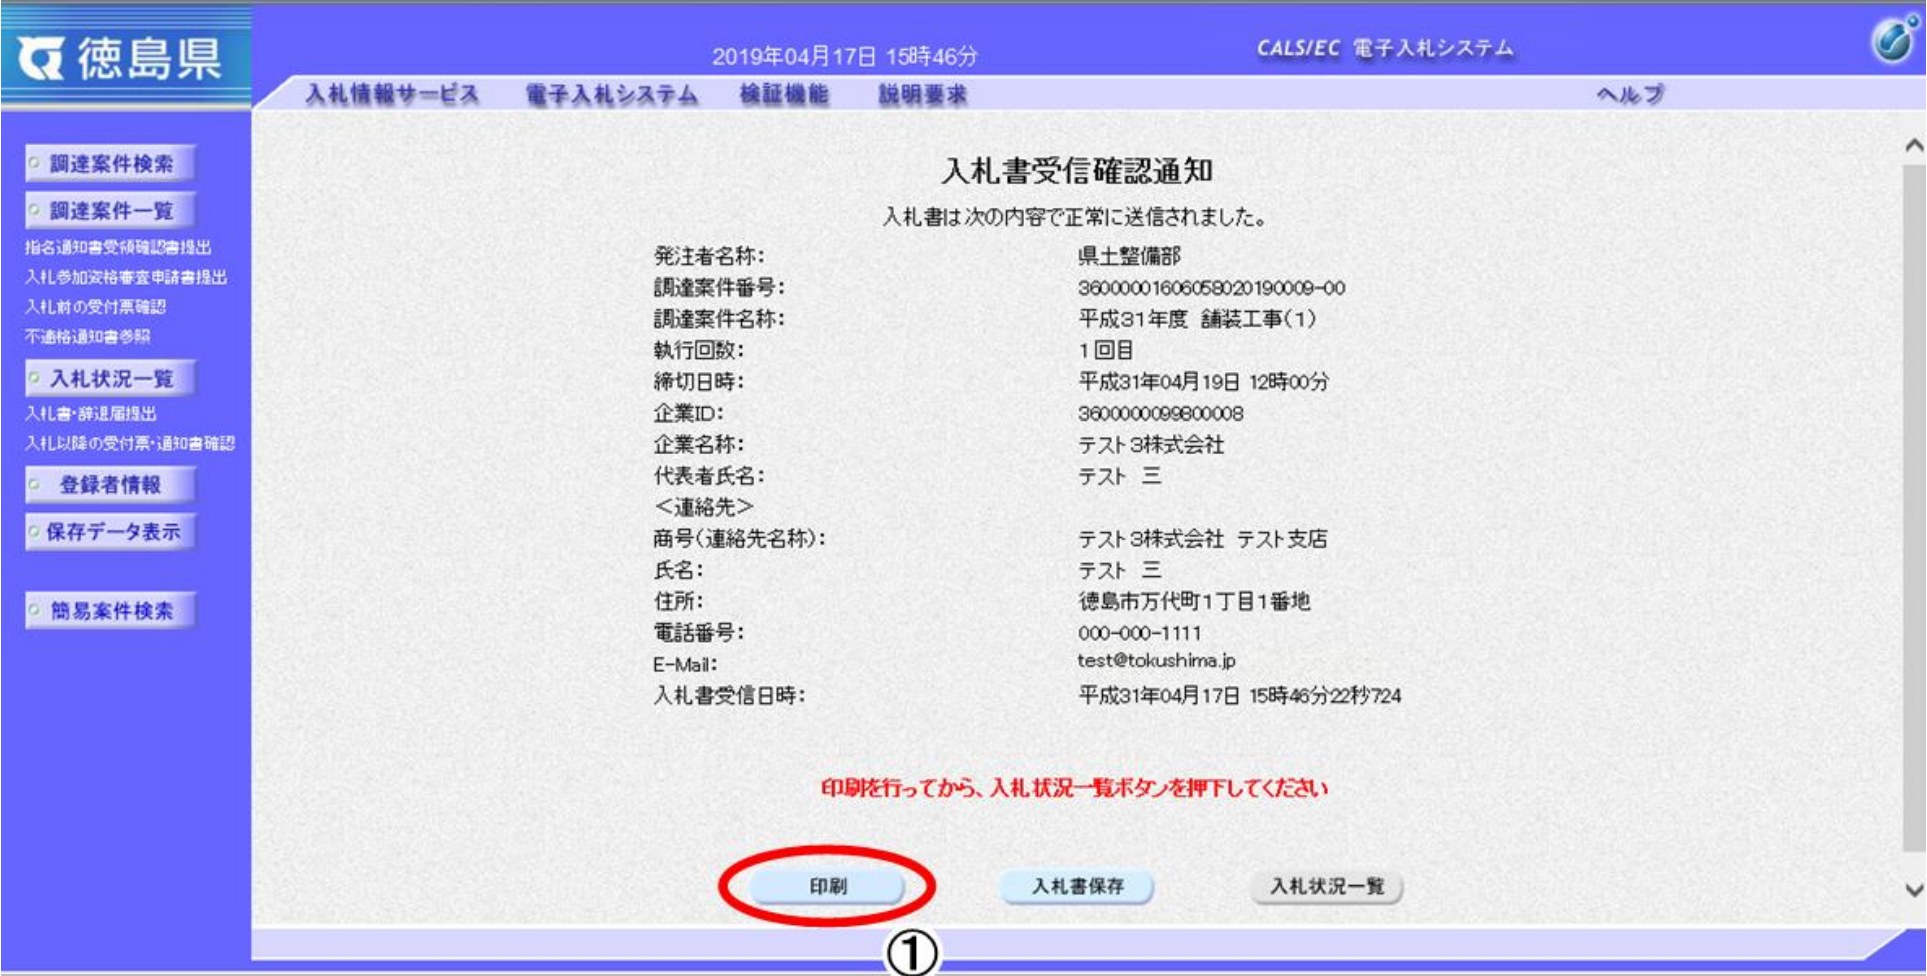 徳島県
2019年04月17日 15時46分
CALS/EC 電子入札システム
入札情報サービス 電子入札システム 検証機能 説明要求 ヘルプ
調達案件検索
調達案件一覧
指名通知書受領確認書提出
入札参加資格審査申請書提出
入札前の受付票確認
不適格通知書参照
入札状況一覧
入札書・辞退届提出
入札以降の受付票・通知書確認
登録者情報
保存データ表示
簡易案件検索
入札書受信確認通知
入札書は次の内容で正常に送信されました。
発注者名称: 県土整備部
調達案件番号: 36000001606058020190009-00
調達案件名称: 平成31年度 舗装工事(1)
執行回数: 1回目
締切日時: 平成31年04月19日 12時00分
企業ID: 3600000099800008
企業名称: テスト3株式会社
代表者氏名: テスト 三
<連絡先>
商号(連絡先名称): テスト3株式会社 テスト支店
氏名: テスト 三
住所: 徳島市万代町1丁目1番地
電話番号: 000-000-1111
E-Mail: test@tokushima.jp
入札書受信日時: 平成31年04月17日 15時46分22秒724
印刷を行ってから、入札状況一覧ボタンを押下してください
印刷 入札書保存 入札状況一覧
①